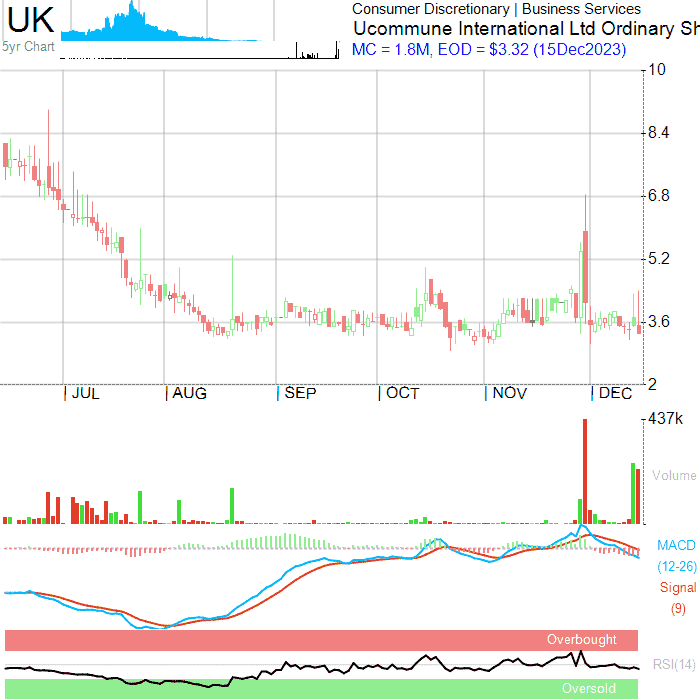 UK
5yr Chart
Consumer Discretionary | Business Services
Ucommune International Ltd Ordinary Sh
MC = 1.8M, EOD = $3.32 (15Dec2023)
10
8.4
6.8
5.2
3.6
2
JUL AUG SEP OCT NOV DEC
437k
Volume
MACD
(12-26)
Signal
(9)
Overbought
RSI(14)
Oversold